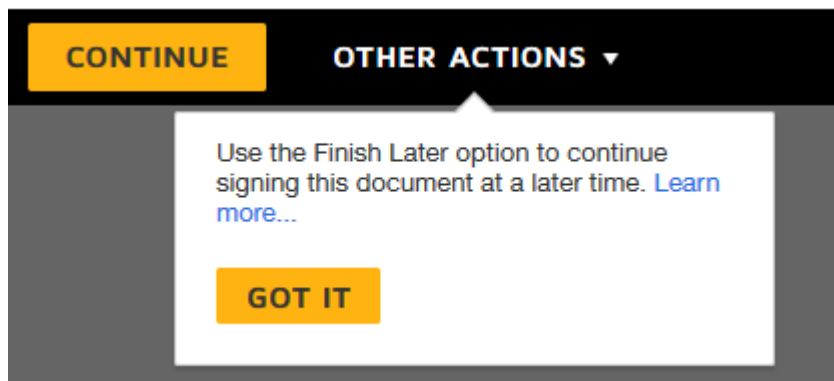 CONTINUE
OTHER ACTIONS
Use the Finish Later option to continue
signing this document at a later time. Learn
more...
GOT IT